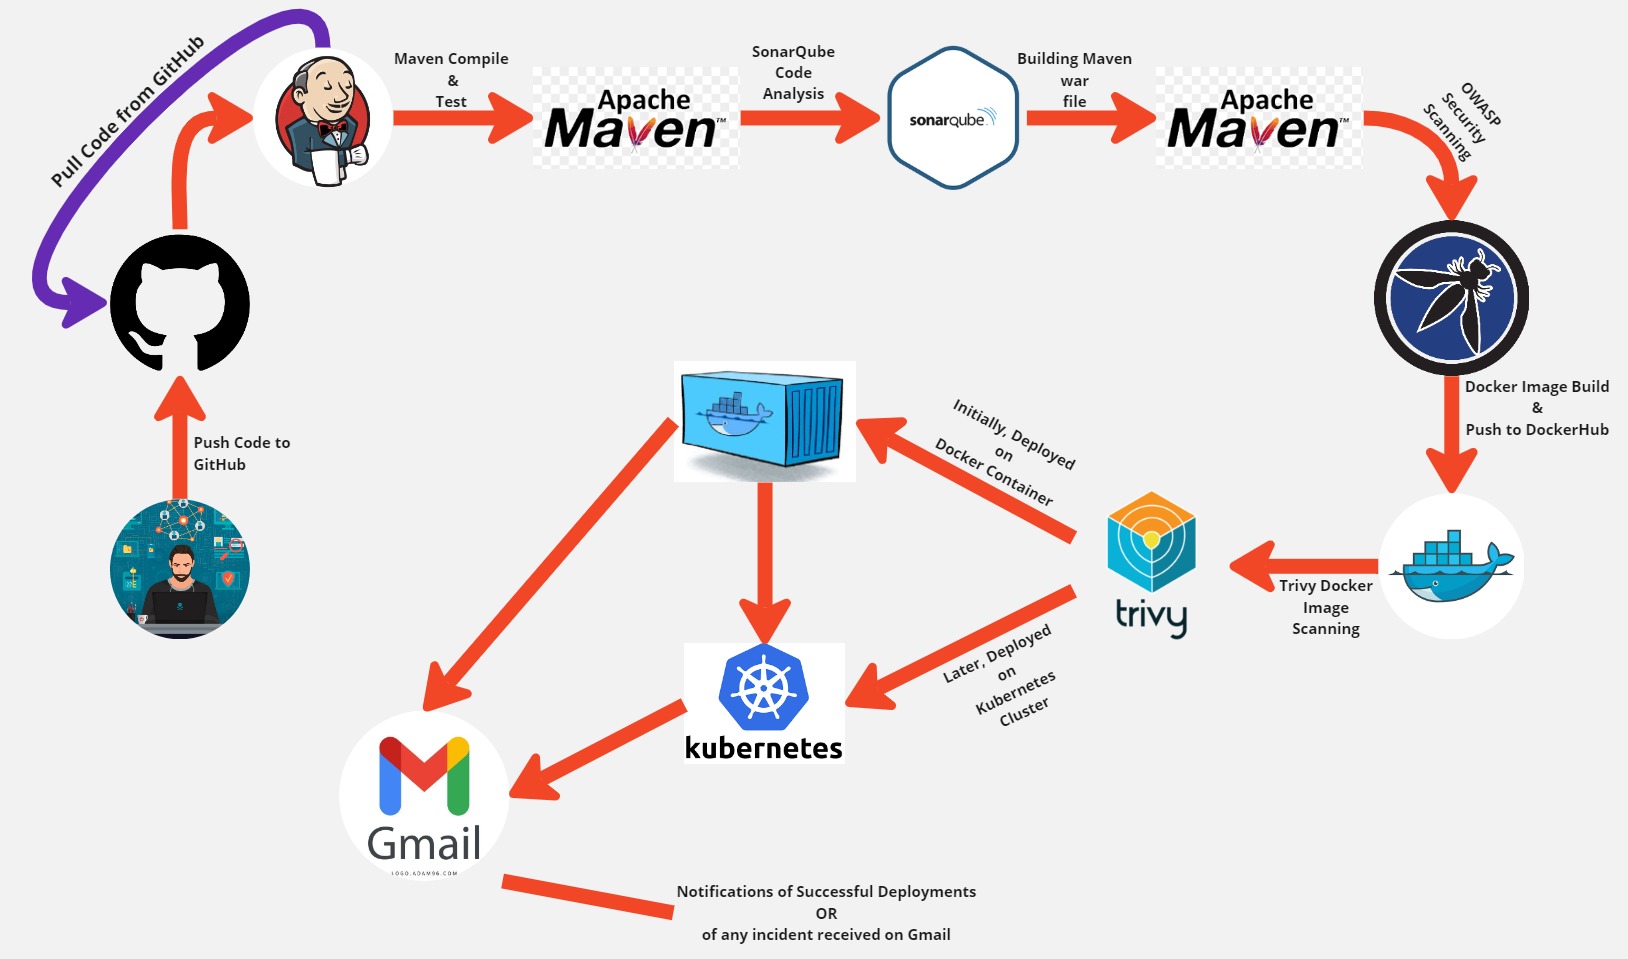 Pull Code from GitHub
Maven Compile
&
Test
Apache
Maven™
SonarQube
Code
Analysis
sonarqube
Building Maven
war
file
Apache
Maven™
OWASP
Security
Scanning
Docker Image Build
&
Push to DockerHub
Push Code to
GitHub
Initially, Deployed
on
Docker Container
trivy
Trivy Docker
Image
Scanning
Later, Deployed
on
Kubernetes
Cluster
kubernetes
Gmail
LOGO.ADAM96.COM
Notifications of Successful Deployments
OR
of any incident received on Gmail